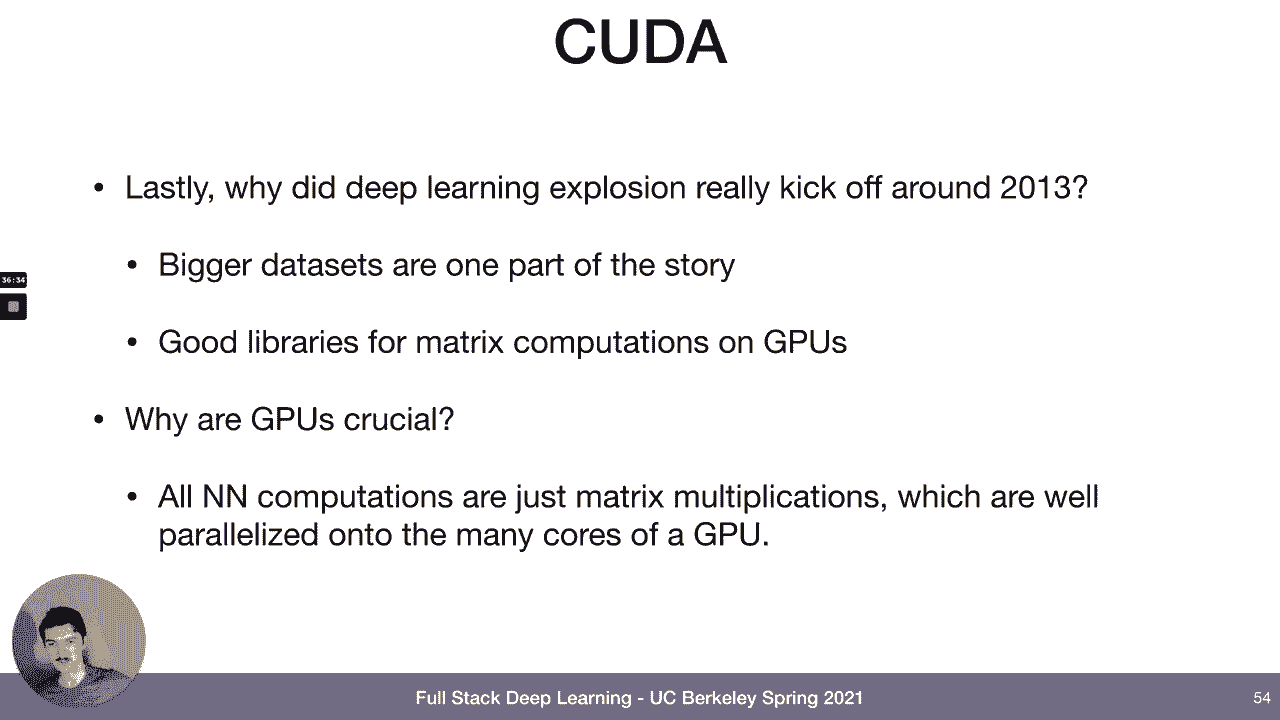 CUDA
• Lastly, why did deep learning explosion really kick off around 2013?
• Bigger datasets are one part of the story
36:34
• Good libraries for matrix computations on GPUs
• Why are GPUs crucial?
• All NN computations are just matrix multiplications, which are well
parallelized onto the many cores of a GPU.
Full Stack Deep Learning - UC Berkeley Spring 2021
54